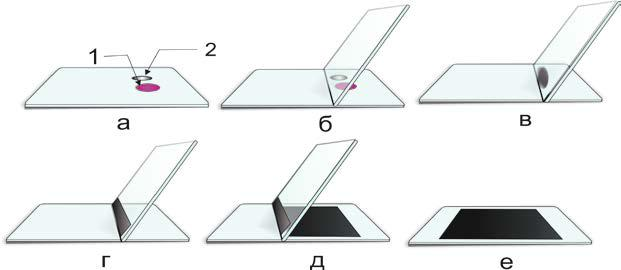 1 2
а б в
г д е